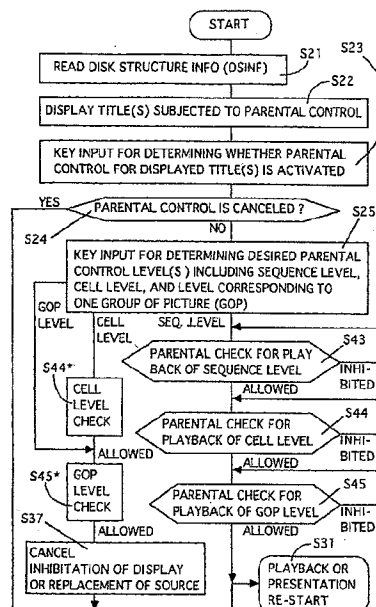 START
S21
S23
READ DISK STRUCTURE INFO (DSINF)
S22
DISPLAY TITLE(S) SUBJECTED TO PARENTAL CONTROL
KEY INPUT FOR DETERMINING WHETHER PARENTAL
CONTROL FOR DISPLAYED TITLE(S) IS ACTIVATED
YES
PARENTAL CONTROL IS CANCELED ?
S25
S24
NO
KEY INPUT FOR DETERMINING DESIRED PARENTAL
CONTROL LEVEL(S) INCLUDING SEQUENCE LEVEL,
CELL LEVEL, AND LEVEL CORRESPONDING TO
ONE GROUP OF PICTURE (GOP)
GOP
LEVEL
CELL
LEVEL
SEQ. LEVEL
S43
PARENTAL CHECK FOR PLAY
BACK OF SEQUENCE LEVEL
INHI-
BITED
S44*
ALLOWED
S44
CELL
LEVEL
CHECK
PARENTAL CHECK FOR
PLAYBACK OF CELL LEVEL
INHI-
BITED
ALLOWED
ALLOWED
S45
S45*
GOP
LEVEL
CHECK
PARENTAL CHECK FOR
PLAYBACK OF GOP LEVEL
INHI-
BITED
S37
ALLOWED
ALLOWED
S31
CANCEL
INHIBITATION OF DISPLAY
OR REPLACEMENT OF SOURCE
PLAYBACK OR
PRESENTATION
RE-START